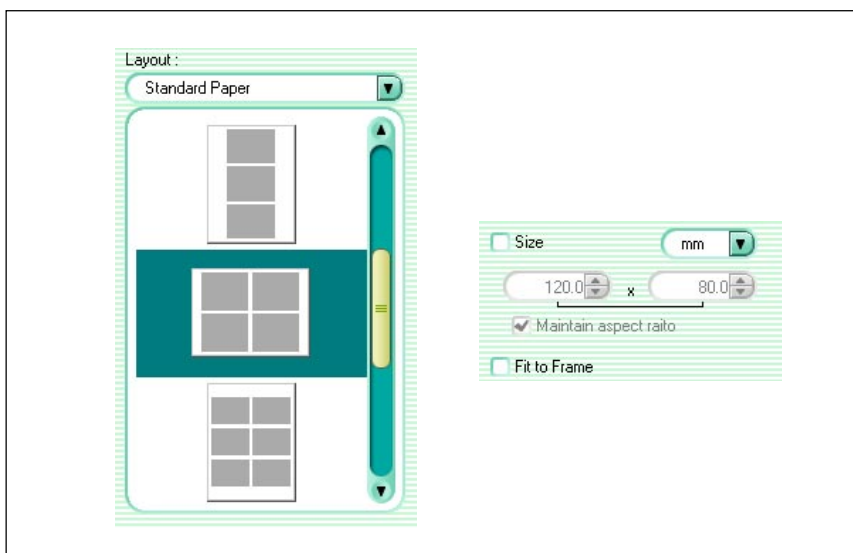 Layout :
Standard Paper
Size
mm
120.0 x 80.0
Maintain aspect raito
Fit to Frame